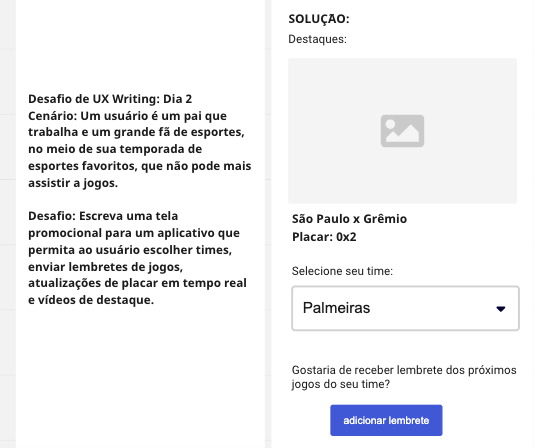 Desafio de UX Writing: Dia 2
Cenário: Um usuário é um pai que
trabalha e um grande fã de esportes,
no meio de sua temporada de
esportes favoritos, que não pode mais
assistir a jogos.
Desafio: Escreva uma tela
promocional para um aplicativo que
permita ao usuário escolher times,
enviar lembretes de jogos,
atualizações de placar em tempo real
e vídeos de destaque.
SOLUÇÃO:
Destaques:
São Paulo x Grêmio
Placar: 0x2
Selecione seu time:
Palmeiras
Gostaria de receber lembrete dos próximos
jogos do seu time?
adicionar lembrete